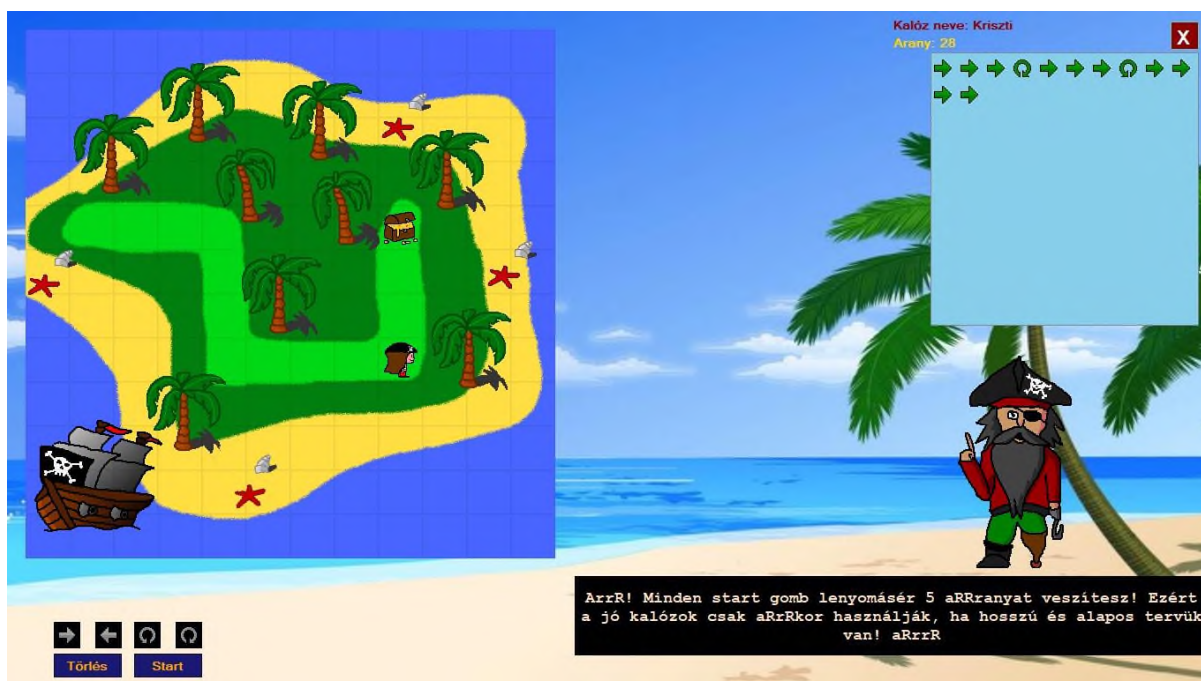 Kalóz neve: Kriszti
Arany: 28
X
ArrR! Minden start gomb lenyomásér 5 aRRranyat veszítesz! Ezért
a jó kalózok csak aRrRkor használják, ha hosszú és alapos tervük
van! aRrrR
Törlés
Start